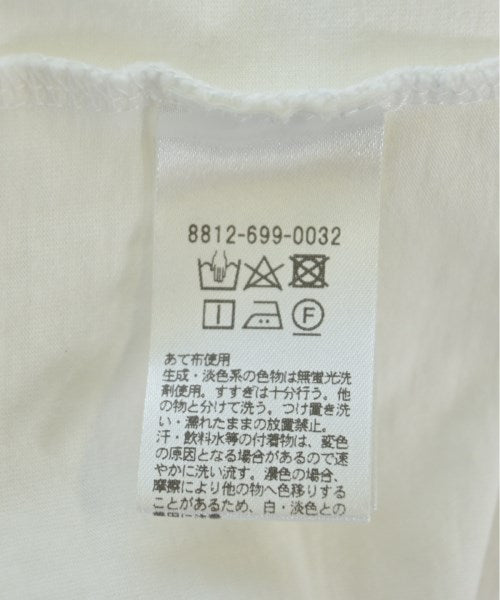 8812-699-0032
F
あて布使用
生成・淡色系の色物は無蛍光洗
剤使用。すすぎは十分行う。他
の物と分けて洗う。つけ置き洗
い・濡れたままの放置禁止。
汗・飲料水等の付着物は、変色
の原因となる場合があるので速
やかに洗い流す。濃色の場合、
摩擦により他の物へ色移りする
ことがあるため、白・淡色との